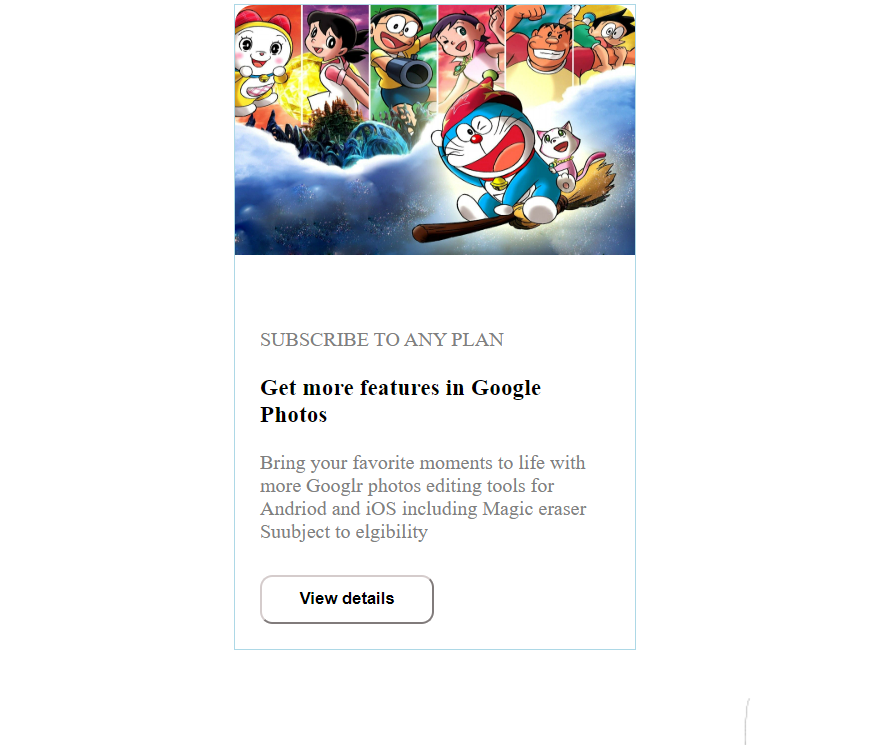 SUBSCRIBE TO ANY PLAN
Get more features in Google
Photos
Bring your favorite moments to life with
more Googlr photos editing tools for
Andriod and iOS including Magic eraser
Suubject to elgibility
View details